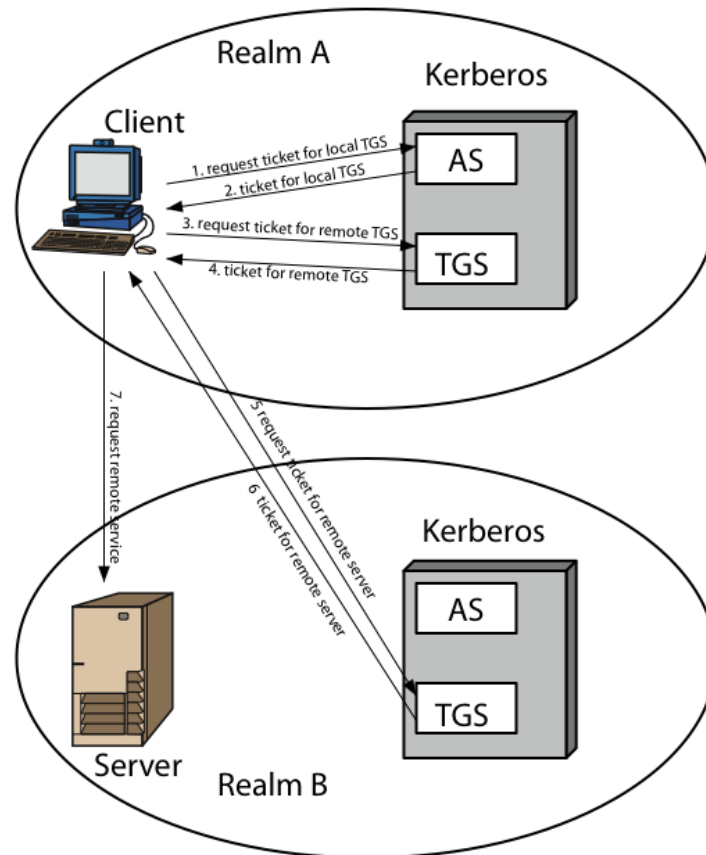 Realm A
Kerberos
Client
1. request ticket for local TGS
AS
2. ticket for local TGS
3. request ticket for remote TGS
TGS
4. ticket for remote TGS
5 request ticket for remote server
7. request remote service
6 ticket for remote server
Kerberos
AS
TGS
Server
Realm B